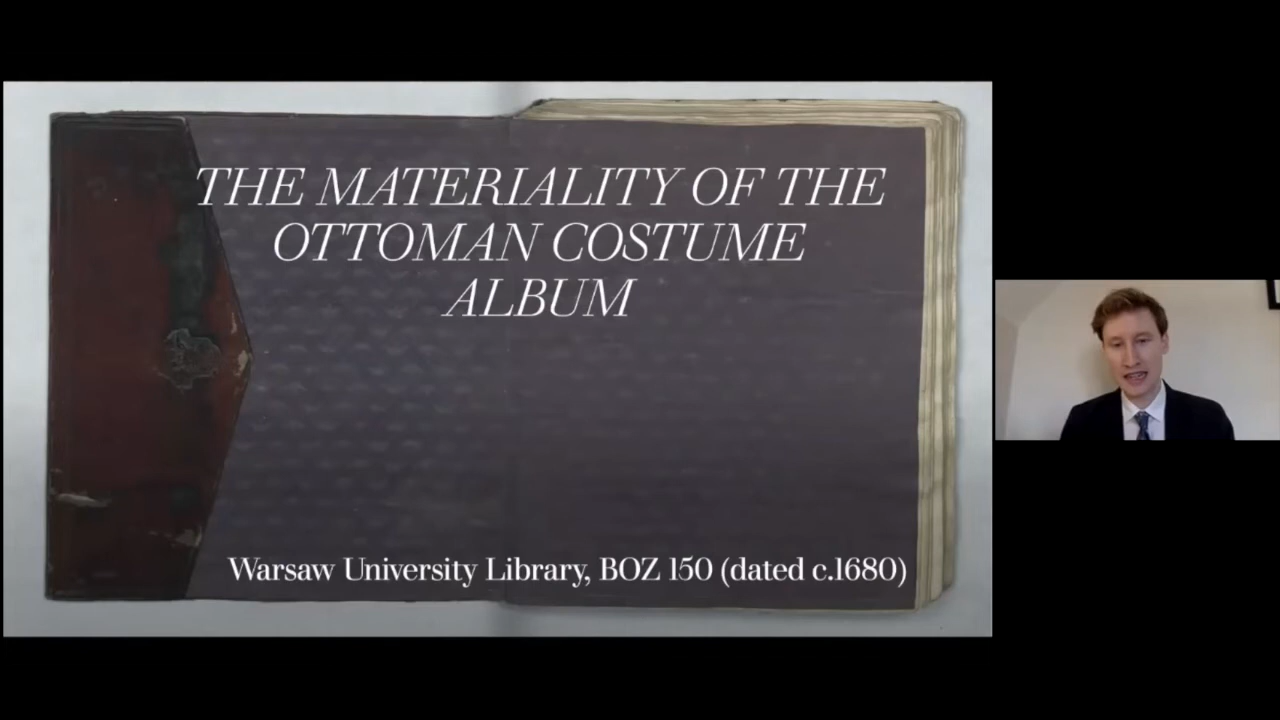 THE MATERIALITY OF THE
OTTOMAN COSTUME
ALBUM
Warsaw University Library, BOZ 150 (dated c.1680)